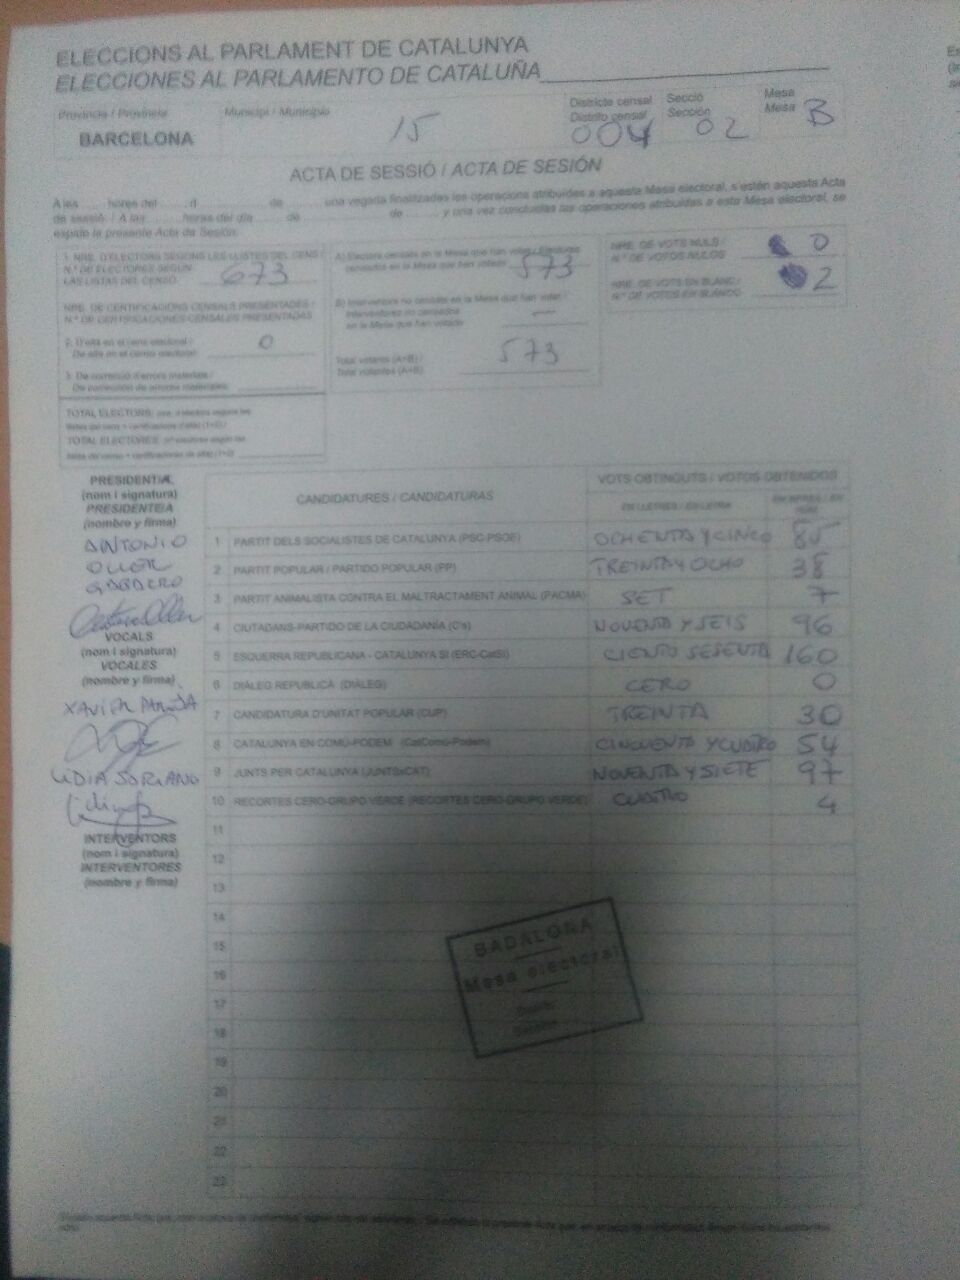 ELECCIONS AL PARLAMENT DE CATALUNYA
ELECCIONES AL PARLAMENTO DE CATALUÑA
Provincia / Provincia
Municipi / Municipio
Districte censal
Distrito censal
Secció
Sección
Mesa
Mesa
BARCELONA
15
004
02
B
ACTA DE SESSIÓ / ACTA DE SESIÓN
A les hores del d de una vegada finalitzades les operacions atribuïdes a aquesta Mesa electoral, s'estén aquesta Acta
de sessió. / A las horas del día de de y una vez concluidas las operaciones atribuidas a esta Mesa electoral, se
expide la presente Acta de Sesión.
1. NRE. D'ELECTORS SEGONS LES LLISTES DEL CENS /
N.º DE ELECTORES SEGÚN
LAS LISTAS DEL CENSO 673
NRE. DE CERTIFICACIONS CENSALS PRESENTADES /
N.º DE CERTIFICACIONES CENSALES PRESENTADAS
2. D'alta en el cens electoral /
De alta en el censo electoral: 0
3. De correcció d'errors materials /
De corrección de errores materiales:
TOTAL ELECTORS:
TOTAL ELECTORES:
A) Electors censats en la Mesa que han votat / Electores
censados en la Mesa que han votado 573
B) Interventors no censats en la Mesa que han votat /
Interventores no censados
en la Mesa que han votado —
Total votants (A+B) /
Total votantes (A+B) 573
NRE. DE VOTS NULS /
N.º DE VOTOS NULOS 0
NRE. DE VOTS EN BLANC /
N.º DE VOTOS EN BLANCO 2
PRESIDENT/A
(nom i signatura)
PRESIDENTE/A
(nombre y firma)
ANTONIO
OLLER
VOCALS
(nom i signatura)
VOCALES
(nombre y firma)
XAVIER
LIDIA SORIANO
INTERVENTORS
(nom i signatura)
INTERVENTORES
(nombre y firma)
CANDIDATURES / CANDIDATURAS
VOTS OBTINGUTS / VOTOS OBTENIDOS
EN LLETRES / EN LETRA
1 PARTIT DELS SOCIALISTES DE CATALUNYA (PSC-PSOE) OCHENTA Y CINCO 85
2 PARTIT POPULAR / PARTIDO POPULAR (PP) TREINTA Y OCHO 38
3 PARTIT ANIMALISTA CONTRA EL MALTRACTAMENT ANIMAL (PACMA) SET 7
4 CIUTADANS-PARTIDO DE LA CIUDADANÍA (C's) NOVENTA Y SEIS 96
5 ESQUERRA REPUBLICANA - CATALUNYA SÍ (ERC-CatSí) CIENTO SESENTA 160
6 DIÀLEG REPUBLICÀ (DIÀLEG) CERO 0
7 CANDIDATURA D'UNITAT POPULAR (CUP) TREINTA 30
8 CATALUNYA EN COMÚ-PODEM (CatComú-Podem) CINCUENTA Y CUATRO 54
9 JUNTS PER CATALUNYA (JUNTSxCAT) NOVENTA Y SIETE 97
10 RECORTES CERO-GRUPO VERDE (RECORTES CERO-GRUPO VERDE) CUATRO 4
11
12
13
14
15
16
17
18
19
20
21
22
23
BADALONA
Mesa electoral